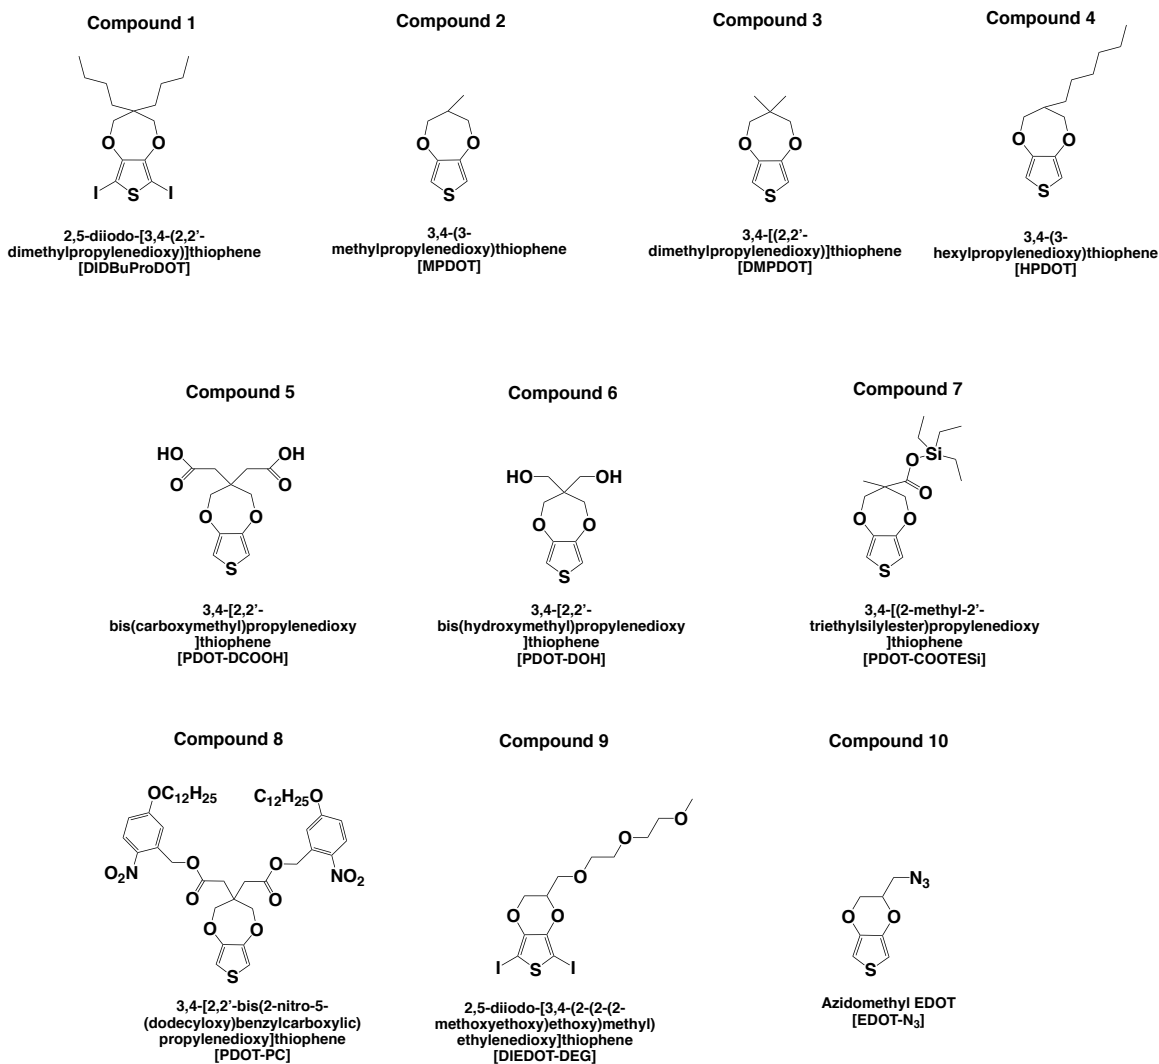 Compound 1
Compound 2
Compound 3
Compound 4
O O
I S I
O O
S
O O
S
O O
S
2,5-diiodo-[3,4-(2,2'-
dimethylpropylenedioxy)]thiophene
[DIDBuProDOT]
3,4-(3-
methylpropylenedioxy)thiophene
[MPDOT]
3,4-[(2,2'-
dimethylpropylenedioxy)]thiophene
[DMPDOT]
3,4-(3-
hexylpropylenedioxy)thiophene
[HPDOT]
Compound 5
Compound 6
Compound 7
HO OH
O O
O O
S
HO OH
O O
S
O Si
O
O O
S
3,4-[2,2'-
bis(carboxymethyl)propylenedioxy
]thiophene
[PDOT-DCOOH]
3,4-[2,2'-
bis(hydroxymethyl)propylenedioxy
]thiophene
[PDOT-DOH]
3,4-[(2-methyl-2'-
triethylsilylester)propylenedioxy
]thiophene
[PDOT-COOTESi]
Compound 8
Compound 9
Compound 10
OC12H25 C12H25O
O2N O O NO2
O O
O O
S
O
O
O
O O
I S I
N3
O O
S
3,4-[2,2'-bis(2-nitro-5-
(dodecyloxy)benzylcarboxylic)
propylenedioxy]thiophene
[PDOT-PC]
2,5-diiodo-[3,4-(2-(2-(2-
methoxyethoxy)ethoxy)methyl)
ethylenedioxy]thiophene
[DIEDOT-DEG]
Azidomethyl EDOT
[EDOT-N3]